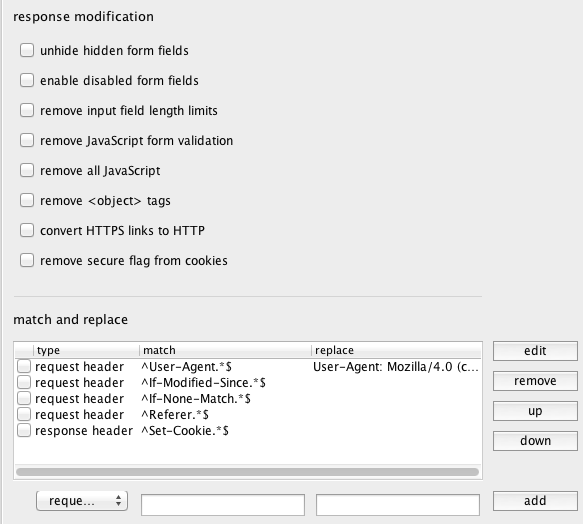 response modification
unhide hidden form fields
enable disabled form fields
remove input field length limits
remove JavaScript form validation
remove all JavaScript
remove <object> tags
convert HTTPS links to HTTP
remove secure flag from cookies
match and replace
type match replace
request header ^User-Agent.*$ User-Agent: Mozilla/4.0 (c...
request header ^If-Modified-Since.*$
request header ^If-None-Match.*$
request header ^Referer.*$
response header ^Set-Cookie.*$
edit
remove
up
down
reque...
add